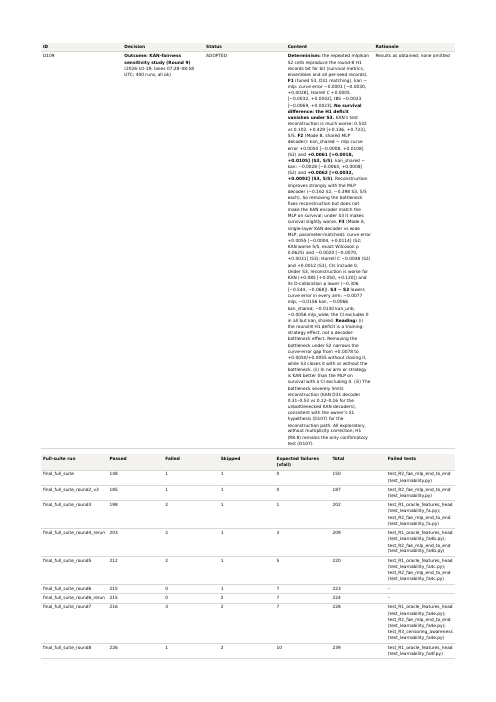 ID Decision Status Content Rationale
D109 Outcome: KAN-fairness sensitivity study (Round 9) (2026-10-19, lanes 07:28–08:58 UTC; 400 runs, all ok) ADOPTED
Determinism: the repeated mlp/kan
S2 cells reproduce the round-8 H1
records bit for bit (survival metrics,
ensembles and all per-seed records).
F1 (tuned S3, D31 matching), kan −
mlp: curve error −0.0001 [−0.0030,
+0.0028], Harrell C +0.0005
[−0.0032, +0.0042], IBS −0.0023
[−0.0069, +0.0023]. No survival
difference: the H1 deficit
vanishes under S3. KAN's test
reconstruction is much worse: 0.532
vs 0.102, +0.429 [+0.136, +0.723],
5/5. F2 (Mode B, shared MLP
decoder): kan_shared − mlp curve
error +0.0050 [−0.0008, +0.0108]
(S2) and +0.0061 [+0.0018,
+0.0105] (S3, 5/5). kan_shared −
kan: −0.0028 [−0.0064, +0.0008]
(S2) and +0.0062 [+0.0032,
+0.0092] (S3, 5/5). Reconstruction
improves strongly with the MLP
decoder (−0.162 S2, −0.398 S3, 5/5
each). So removing the bottleneck
fixes reconstruction but does not
make the KAN encoder match the
MLP on survival; under S3 it makes
survival slightly worse. F3 (Mode A,
single-layer KAN decoder vs wide
MLP, parameter-matched): curve error
+0.0055 [−0.0004, +0.0114] (S2;
KAN worse 5/5, exact Wilcoxon p
0.0625) and −0.0020 [−0.0070,
+0.0031] (S3); Harrell C −0.0048 (S2)
and +0.0012 (S3), CIs include 0.
Under S3, reconstruction is worse for
KAN (+0.085 [+0.050, +0.120]) and
its D-calibration p lower (−0.306
[−0.544, −0.068]). S3 − S2 lowers
curve error in every arm: −0.0077
mlp, −0.0156 kan, −0.0066
kan_shared, −0.0130 kan_unb,
−0.0056 mlp_wide; the CI excludes 0
in all but kan_shared. Reading: (i)
the round-8 H1 deficit is a training-
strategy effect, not a decoder-
bottleneck effect. Removing the
bottleneck under S2 narrows the
curve-error gap from +0.0078 to
+0.0050/+0.0055 without closing it,
while S3 closes it with or without the
bottleneck. (ii) In no arm or strategy
is KAN better than the MLP on
survival with a CI excluding 0. (iii) The
bottleneck severely limits
reconstruction (KAN D31 decoder
0.31–0.53 vs 0.12–0.16 for the
unbottlenecked KAN decoders),
consistent with the owner's S1
hypothesis (D107) for the
reconstruction path. All exploratory,
without multiplicity correction; H1
(R8.8) remains the only confirmatory
test (D107).
Results as obtained; none omitted
Full-suite run Passed Failed Skipped Expected failures (xfail) Total Failed tests
final_full_suite 148 1 1 0 150 test_R2_fae_mlp_end_to_end (test_learnability.py)
final_full_suite_round2_v3 185 1 1 0 187 test_R2_fae_mlp_end_to_end (test_learnability.py)
final_full_suite_round3 198 2 1 1 202 test_R1_oracle_features_head (test_learnability_fa.py); test_R2_fae_mlp_end_to_end (test_learnability_fa.py)
final_full_suite_round4_rerun 203 2 1 3 209 test_R1_oracle_features_head (test_learnability_fa4b.py); test_R2_fae_mlp_end_to_end (test_learnability_fa4b.py)
final_full_suite_round5 212 2 1 5 220 test_R1_oracle_features_head (test_learnability_fa4c.py); test_R2_fae_mlp_end_to_end (test_learnability_fa4c.py)
final_full_suite_round6 215 0 1 7 223 –
final_full_suite_round6_rerun 215 0 2 7 224 –
final_full_suite_round7 216 3 2 7 228 test_R1_oracle_features_head (test_learnability_fa4e.py); test_R2_fae_mlp_end_to_end (test_learnability_fa4e.py); test_R3_censoring_awareness (test_learnability_fa4e.py)
final_full_suite_round8 226 1 2 10 239 test_R1_oracle_features_head (test_learnability_fa4f.py)